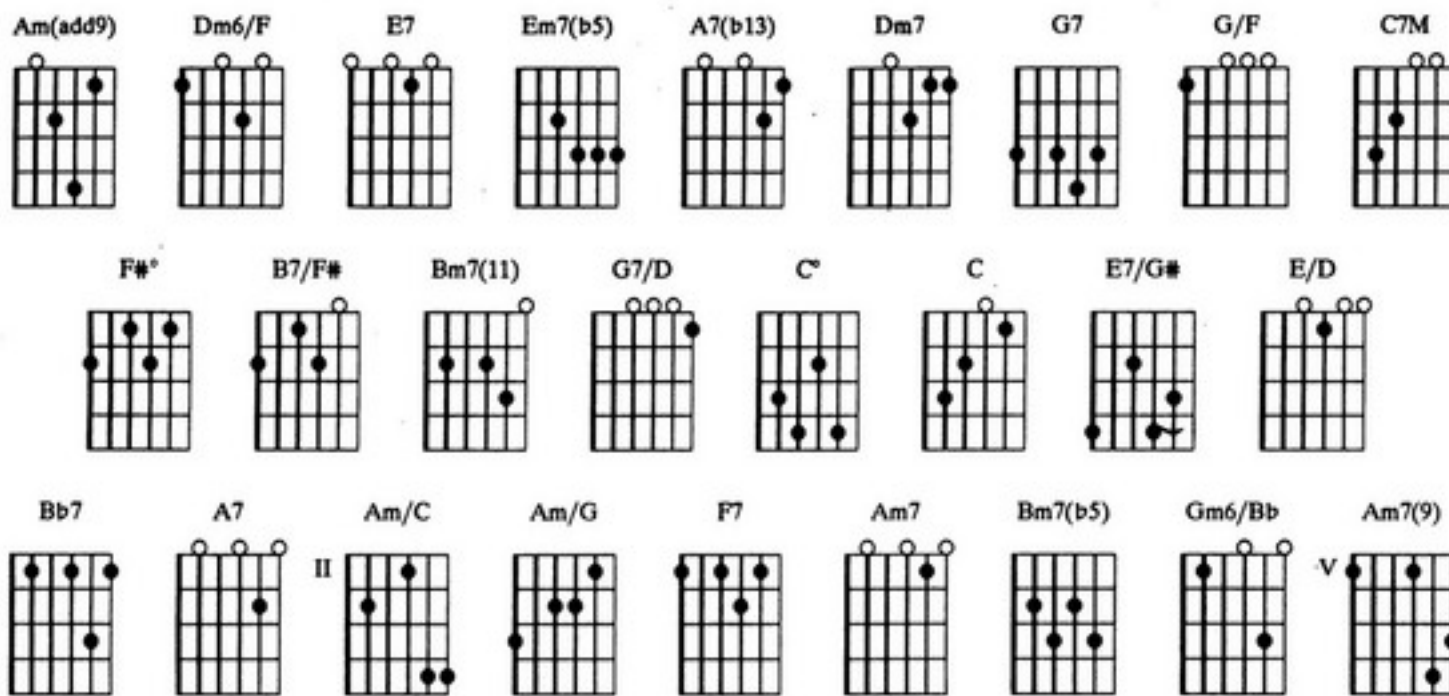 Am(add9) Dm6/F E7 Em7(b5) A7(b13) Dm7 G7 G/F C7M
F#° B7/F# Bm7(11) G7/D C° C E7/G# E/D
Bb7 A7 Am/C Am/G F7 Am7 Bm7(b5) Gm6/Bb Am7(9)
II V